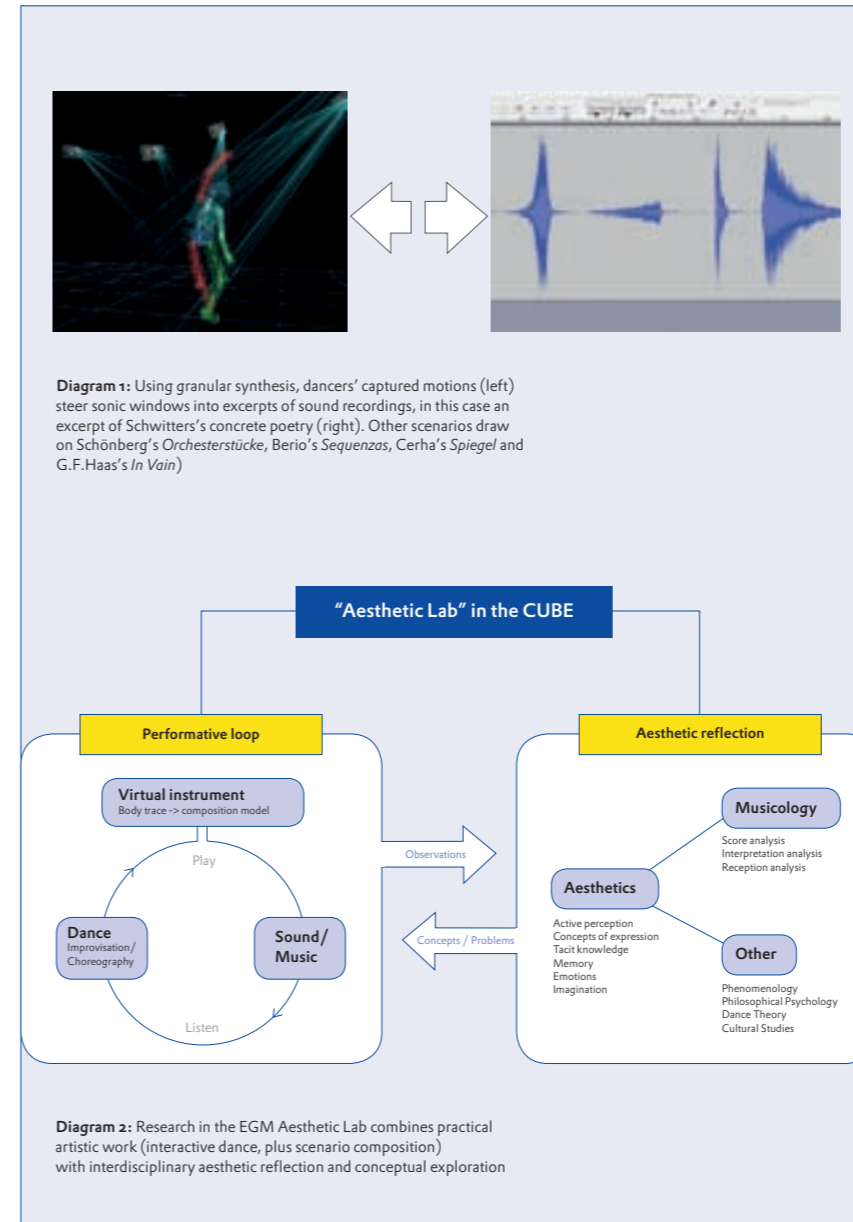 Diagram 1: Using granular synthesis, dancers’ captured motions (left)
steer sonic windows into excerpts of sound recordings, in this case an
excerpt of Schwitters’s concrete poetry (right). Other scenarios draw
on Schönberg’s Orchesterstücke, Berio’s Sequenzas, Cerha’s Spiegel and
G.F.Haas’s In Vain)
“Aesthetic Lab” in the CUBE
Performative loop
Virtual instrument
Body trace -> composition model
Play
Dance
Improvisation/
Choreography
Sound/
Music
Listen
Observations
Concepts / Problems
Aesthetic reflection
Musicology
Score analysis
Interpretation analysis
Reception analysis
Aesthetics
Active perception
Concepts of expression
Tacit knowledge
Memory
Emotions
Imagination
Other
Phenomenology
Philosophical Psychology
Dance Theory
Cultural Studies
Diagram 2: Research in the EGM Aesthetic Lab combines practical
artistic work (interactive dance, plus scenario composition)
with interdisciplinary aesthetic reflection and conceptual exploration